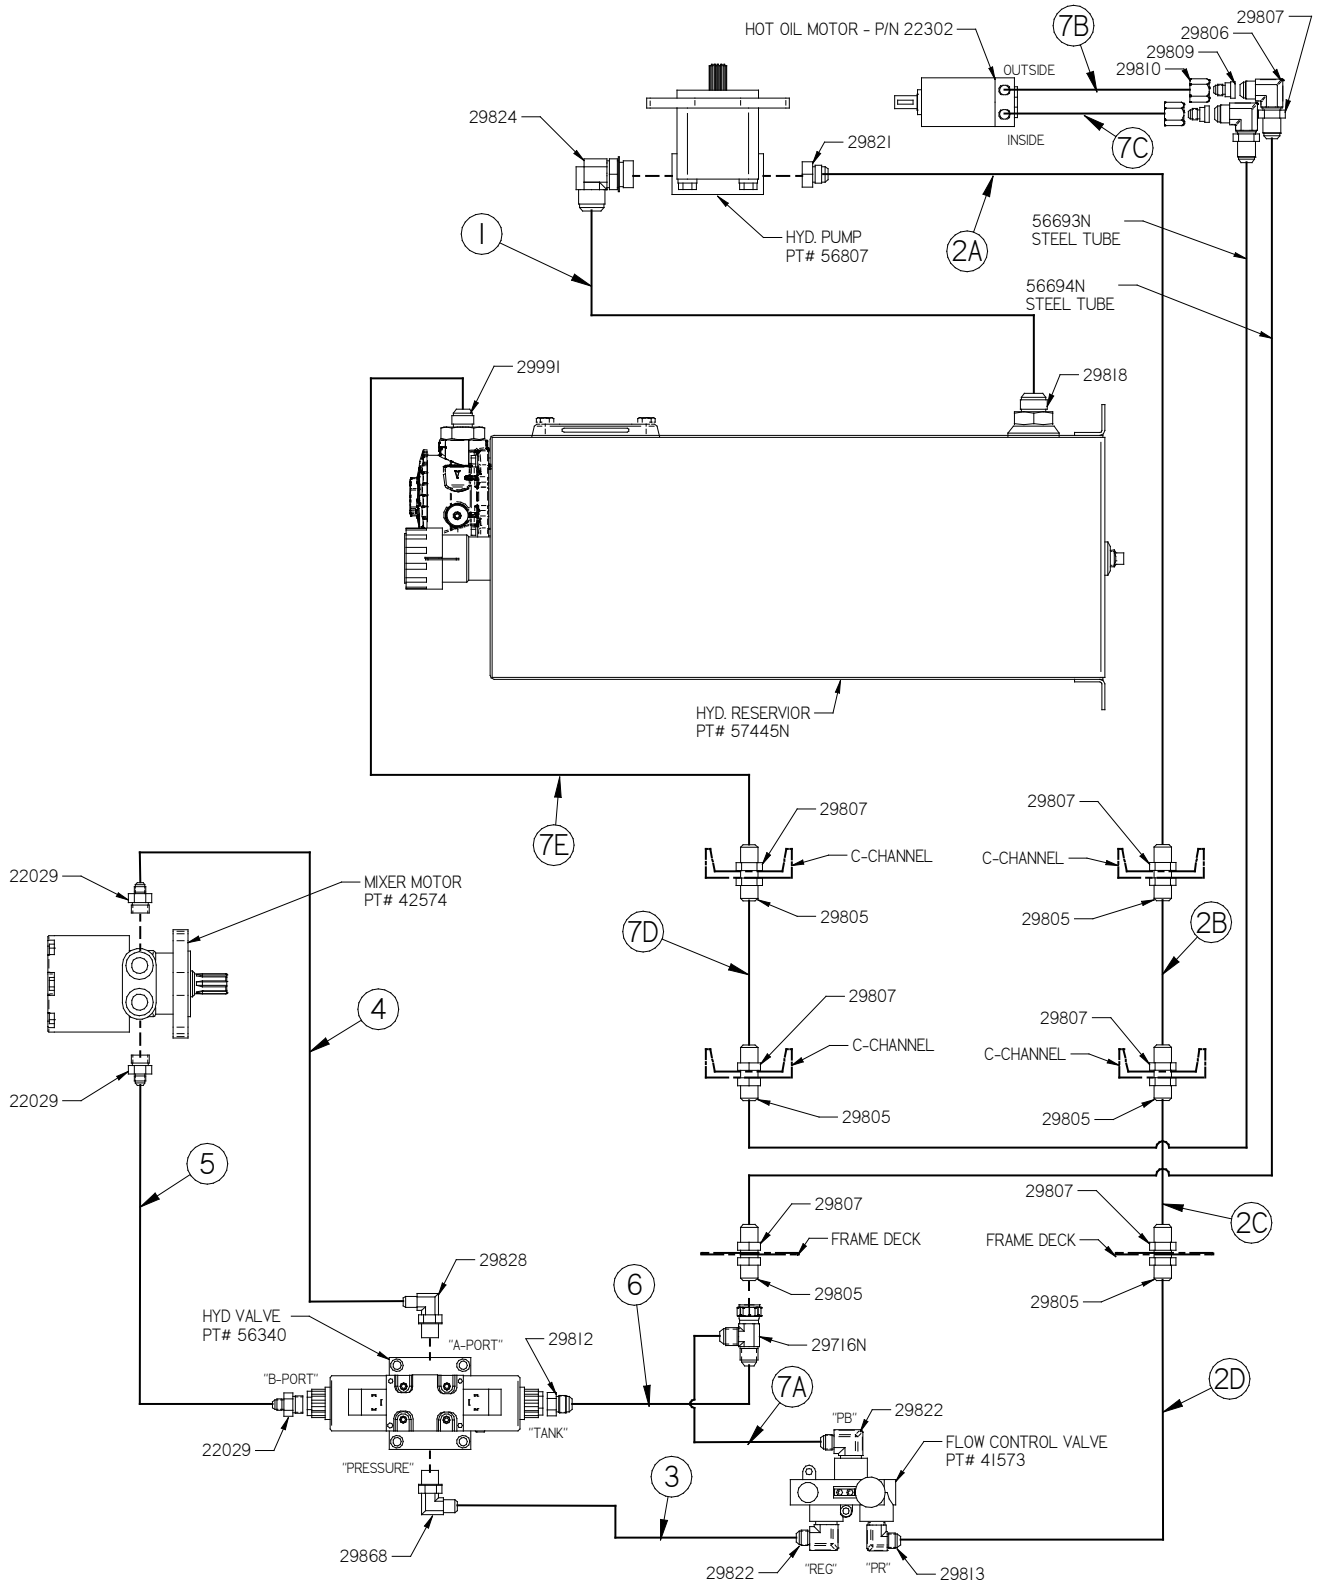 HOT OIL MOTOR - P/N 22302
7B
29807
29806
29809
29810
OUTSIDE
INSIDE
7C
29824
29821
1
HYD. PUMP
PT# 56807
2A
56693N
STEEL TUBE
56694N
STEEL TUBE
29991
29818
HYD. RESERVIOR
PT# 57445N
7E
29807
C-CHANNEL
29805
29807
C-CHANNEL
29805
22029
MIXER MOTOR
PT# 42574
7D
2B
4
29807
C-CHANNEL
29805
29807
C-CHANNEL
29805
22029
5
29807
FRAME DECK
29805
29807
FRAME DECK
29805
2C
29828
6
HYD VALVE
PT# 56340
"A-PORT"
29812
29716N
"B-PORT"
22029
"TANK"
7A
2D
"PB"
29822
FLOW CONTROL VALVE
PT# 41573
"PRESSURE"
3
29868
29822
"REG"
"PR"
29813